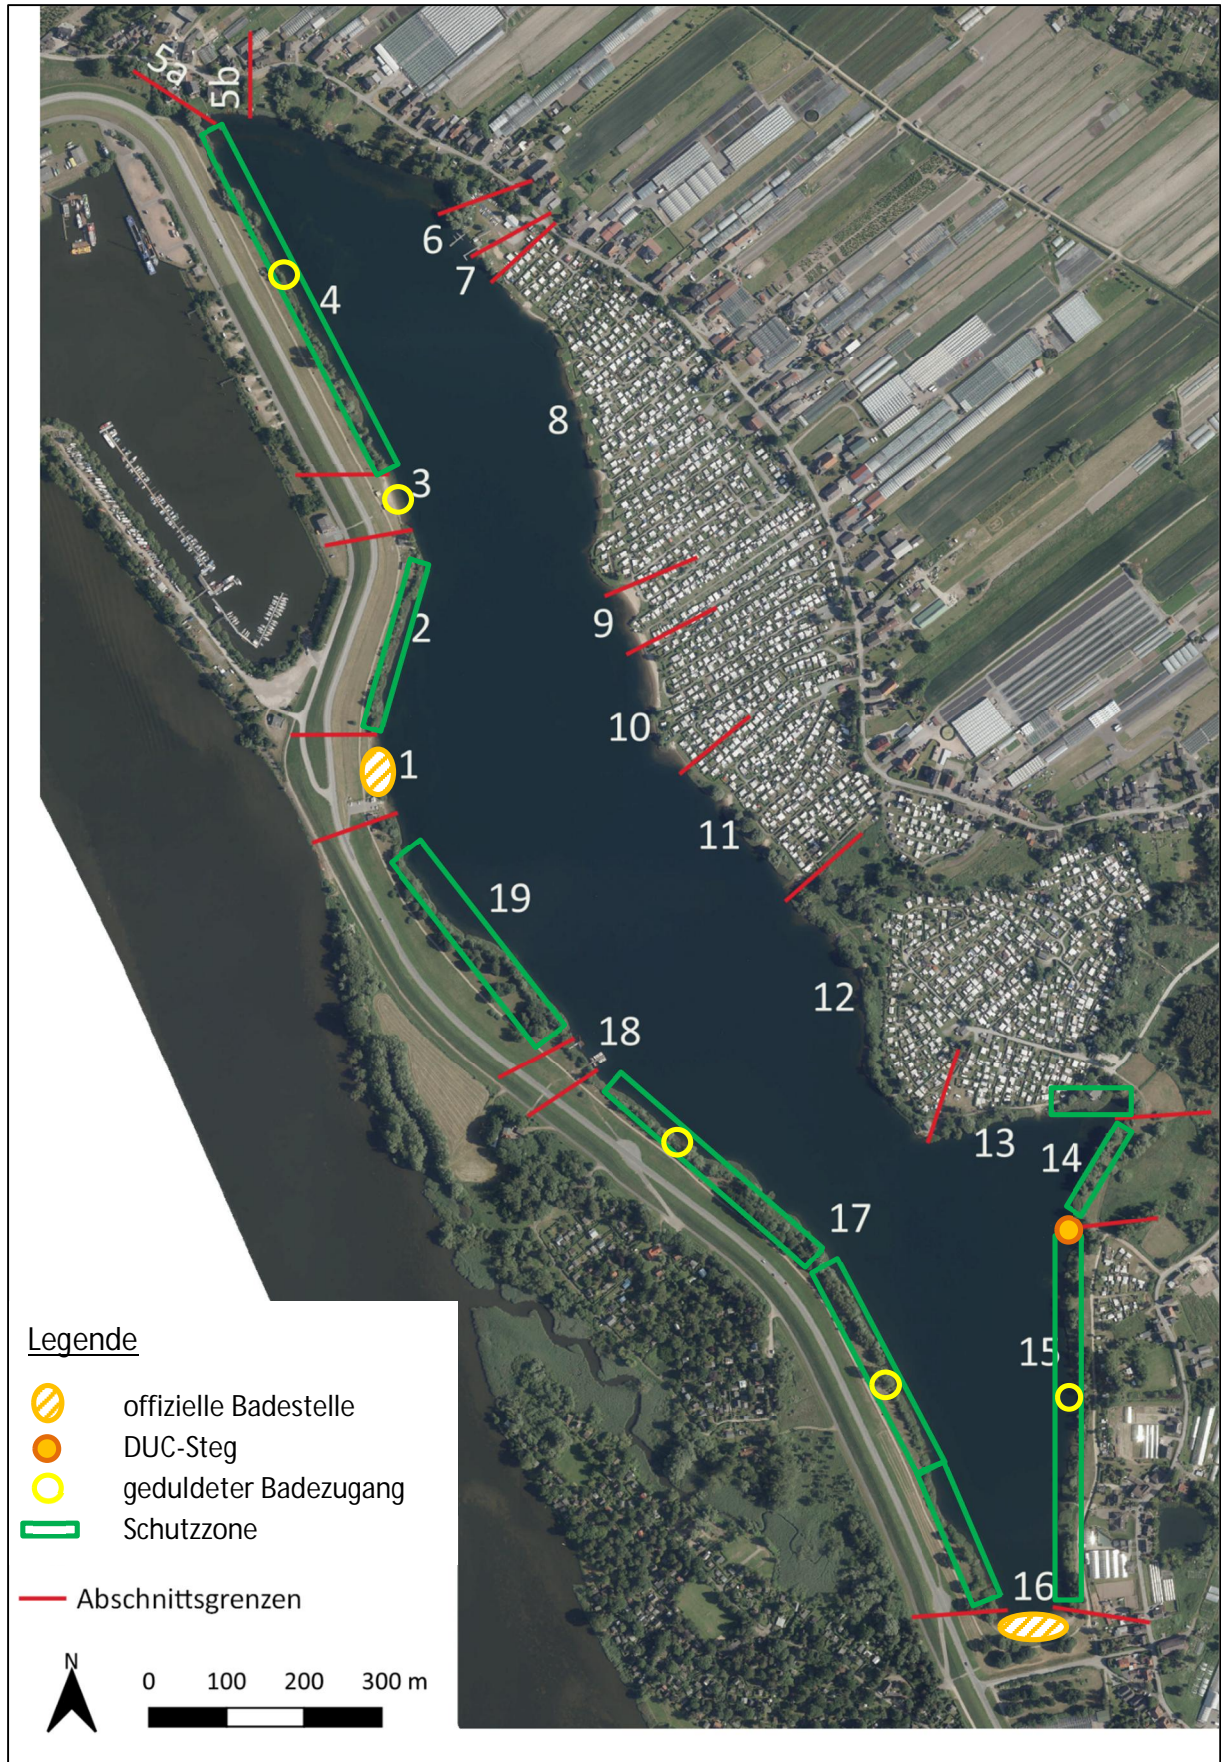 5a
5b
6
7
4
8
3
9
2
10
1
11
19
12
18
13
14
17
15
16
Legende
offizielle Badestelle
DUC-Steg
geduldeter Badezugang
Schutzzone
Abschnittsgrenzen
N
0 100 200 300 m